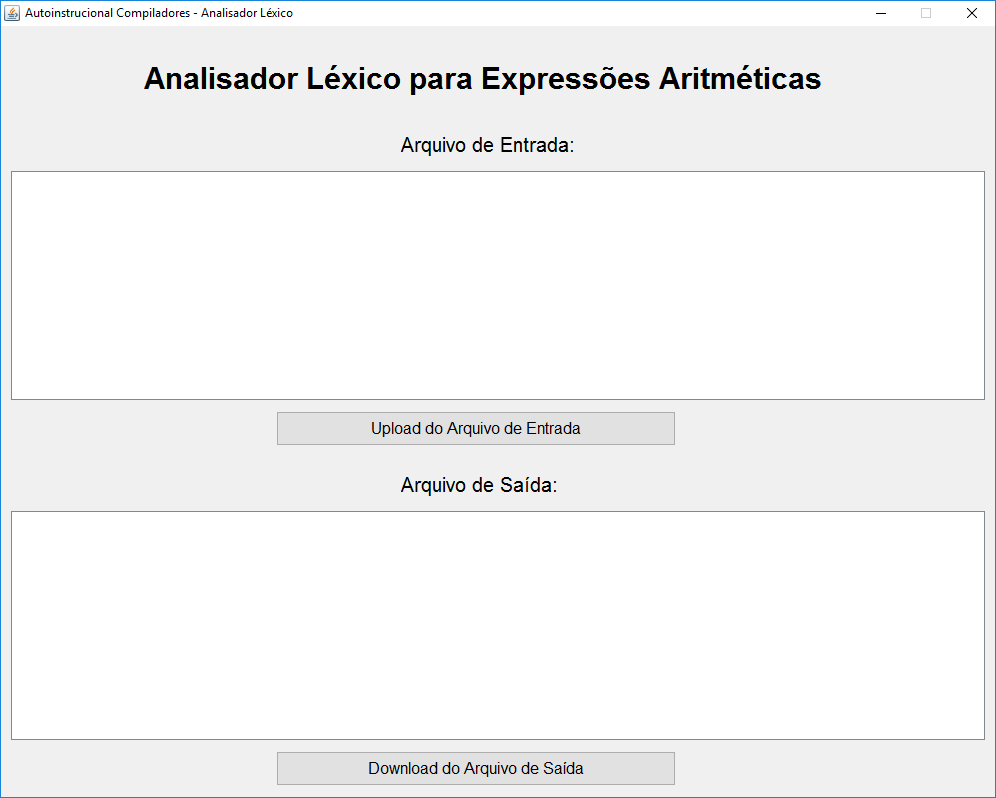 Autoinstrucional Compiladores - Analisador Léxico
Analisador Léxico para Expressões Aritméticas
Arquivo de Entrada:
Upload do Arquivo de Entrada
Arquivo de Saída:
Download do Arquivo de Saída